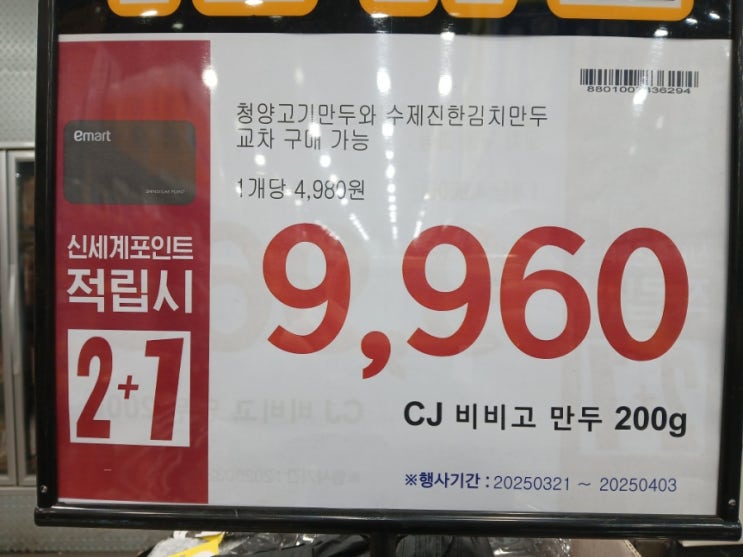 8801007436294
청양고기만두와 수제진한김치만두
교차 구매 가능
1개당 4,980원
emart
신세계포인트
적립시
2+1
9,960
CJ 비비고 만두 200g
※행사기간 : 20250321 ~ 20250403